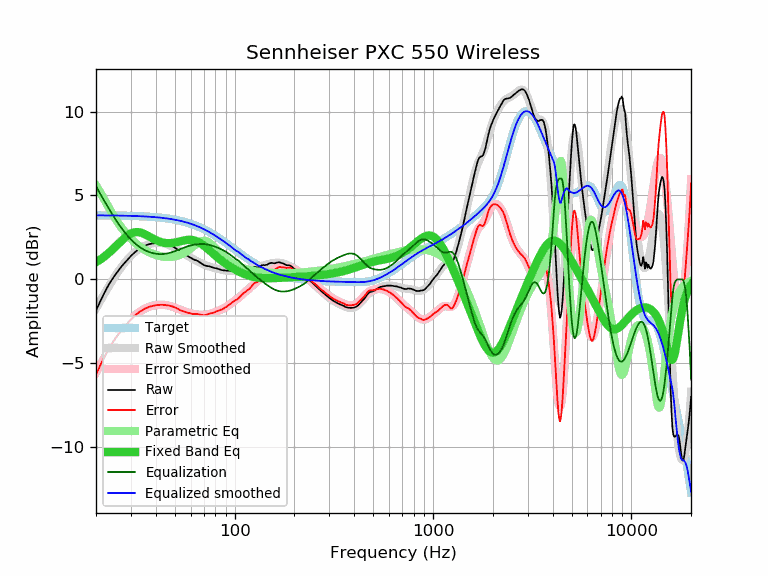 Sennheiser PXC 550 Wireless
Amplitude (dBr)
10
5
0
−5
−10
Target
Raw Smoothed
Error Smoothed
Raw
Error
Parametric Eq
Fixed Band Eq
Equalization
Equalized smoothed
100
1000
10000
Frequency (Hz)